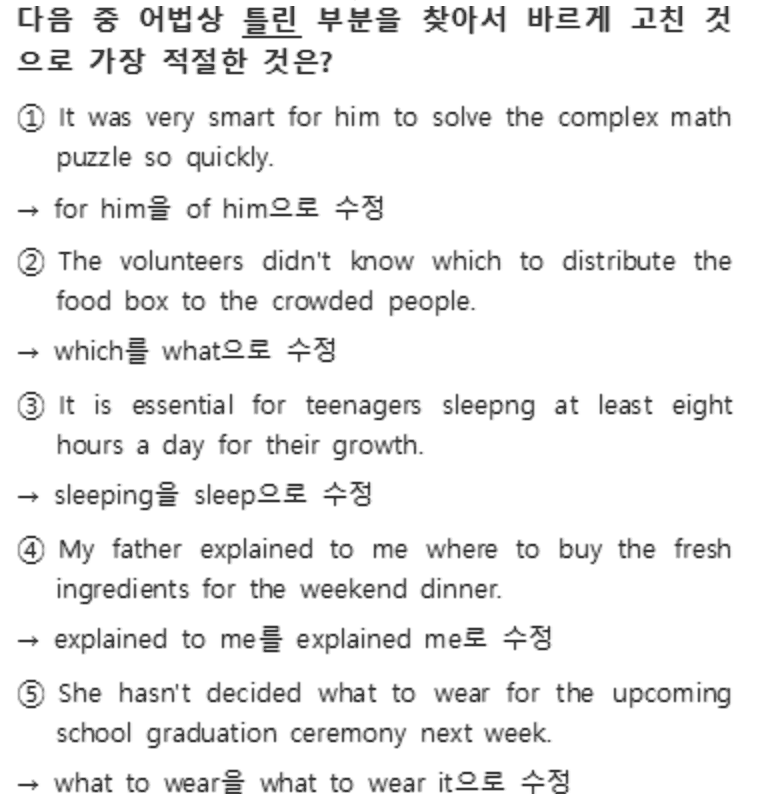 다음 중 어법상 틀린 부분을 찾아서 바르게 고친 것
으로 가장 적절한 것은?
① It was very smart for him to solve the complex math
puzzle so quickly.
→ for him을 of him으로 수정
② The volunteers didn't know which to distribute the
food box to the crowded people.
→ which를 what으로 수정
③ It is essential for teenagers sleepng at least eight
hours a day for their growth.
→ sleeping을 sleep으로 수정
④ My father explained to me where to buy the fresh
ingredients for the weekend dinner.
→ explained to me를 explained me로 수정
⑤ She hasn't decided what to wear for the upcoming
school graduation ceremony next week.
→ what to wear을 what to wear it으로 수정